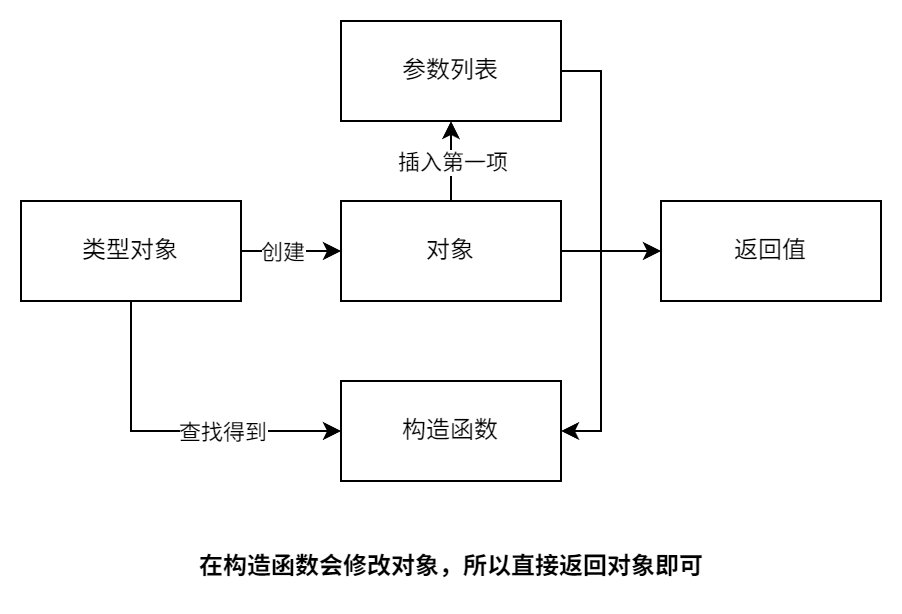 参数列表
插入第一项
类型对象
创建
对象
返回值
查找得到
构造函数
在构造函数会修改对象，所以直接返回对象即可